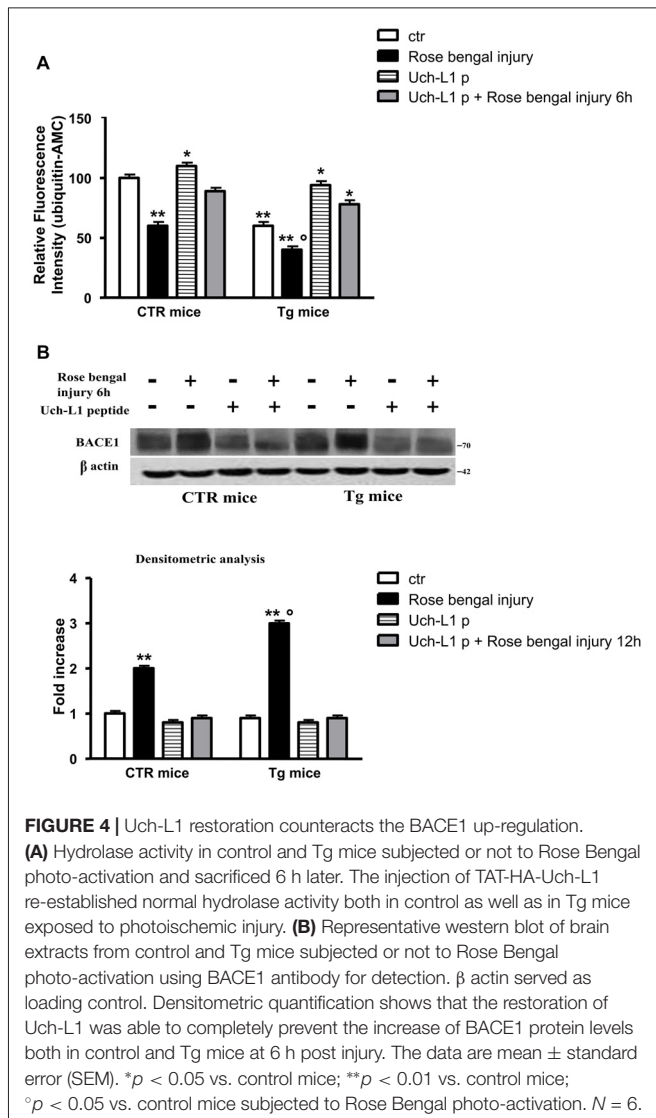 A
ctr
Rose bengal injury
Uch-L1 p
Uch-L1 p + Rose bengal injury 6h
Relative Fluorescence
Intensity (ubiquitin-AMC)
150
100
50
0
** * ** ** ° * *
CTR mice Tg mice
B
Rose bengal
injury 6h - + - + - + - +
Uch-L1 peptide - - + + - - + +
BACE1 -70
β actin -42
CTR mice Tg mice
Densitometric analysis
ctr
Rose bengal injury
Uch-L1 p
Uch-L1 p + Rose bengal injury 12h
Fold increase
4
3
2
1
0
** ** °
CTR mice Tg mice
FIGURE 4 | Uch-L1 restoration counteracts the BACE1 up-regulation.
(A) Hydrolase activity in control and Tg mice subjected or not to Rose Bengal
photo-activation and sacrificed 6 h later. The injection of TAT-HA-Uch-L1
re-established normal hydrolase activity both in control as well as in Tg mice
exposed to photoischemic injury. (B) Representative western blot of brain
extracts from control and Tg mice subjected or not to Rose Bengal
photo-activation using BACE1 antibody for detection. β actin served as
loading control. Densitometric quantification shows that the restoration of
Uch-L1 was able to completely prevent the increase of BACE1 protein levels
both in control and Tg mice at 6 h post injury. The data are mean ± standard
error (SEM). *p < 0.05 vs. control mice; **p < 0.01 vs. control mice;
°p < 0.05 vs. control mice subjected to Rose Bengal photo-activation. N = 6.